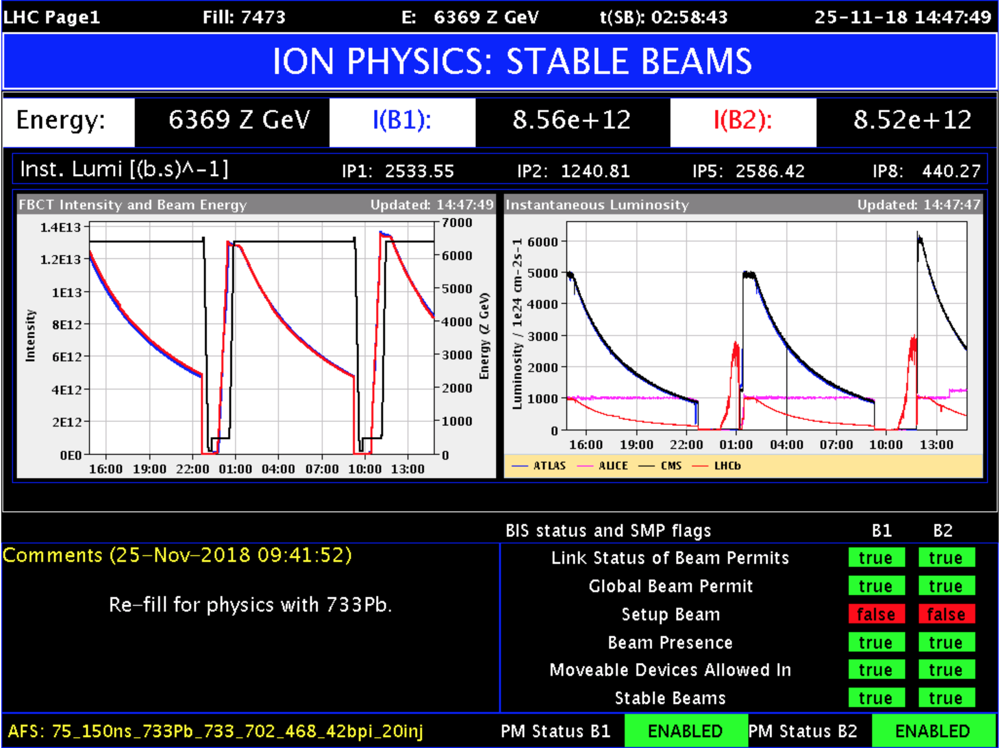 LHC Page1 Fill: 7473 E: 6369 Z GeV t(SB): 02:58:43 25-11-18 14:47:49
ION PHYSICS: STABLE BEAMS
Energy: 6369 Z GeV I(B1): 8.56e+12 I(B2): 8.52e+12
Inst. Lumi [(b.s)^-1] IP1: 2533.55 IP2: 1240.81 IP5: 2586.42 IP8: 440.27
FBCT Intensity and Beam Energy Updated: 14:47:49
1.4E13
1.2E13
1E13
8E12
6E12
4E12
2E12
0E0
Intensity
7000
6000
5000
4000
3000
2000
1000
0
Energy (Z GeV)
16:00 19:00 22:00 01:00 04:00 07:00 10:00 13:00
Instantaneous Luminosity Updated: 14:47:47
6000
5000
4000
3000
2000
1000
0
Luminosity / 1e24 cm-2s-1
16:00 19:00 22:00 01:00 04:00 07:00 10:00 13:00
ATLAS ALICE CMS LHCb
BIS status and SMP flags B1 B2
Comments (25-Nov-2018 09:41:52)
Re-fill for physics with 733Pb.
Link Status of Beam Permits true true
Global Beam Permit true true
Setup Beam false false
Beam Presence true true
Moveable Devices Allowed In true true
Stable Beams true true
AFS: 75_150ns_733Pb_733_702_468_42bpi_20inj PM Status B1 ENABLED PM Status B2 ENABLED